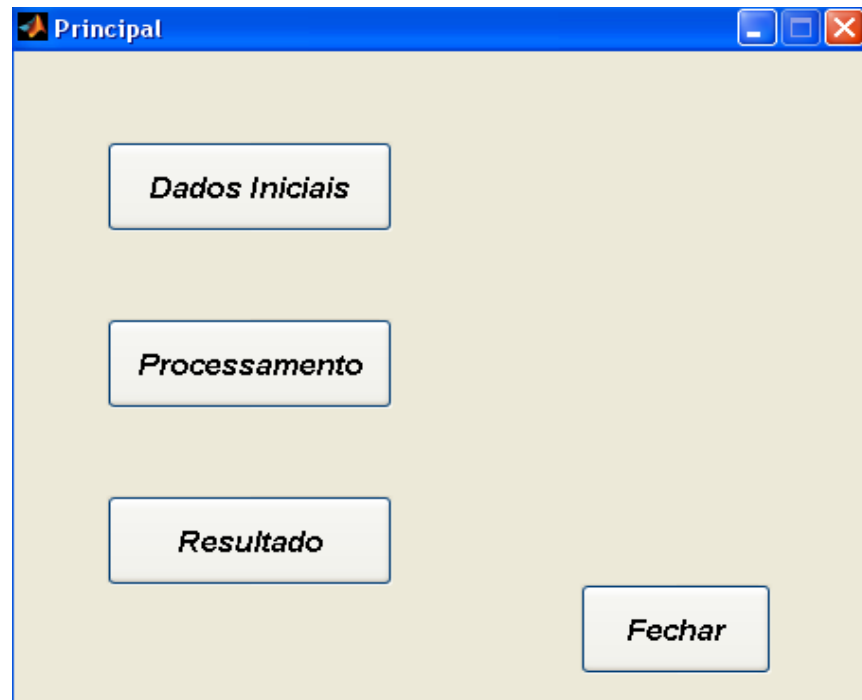 Principal
Dados Iniciais
Processamento
Resultado
Fechar